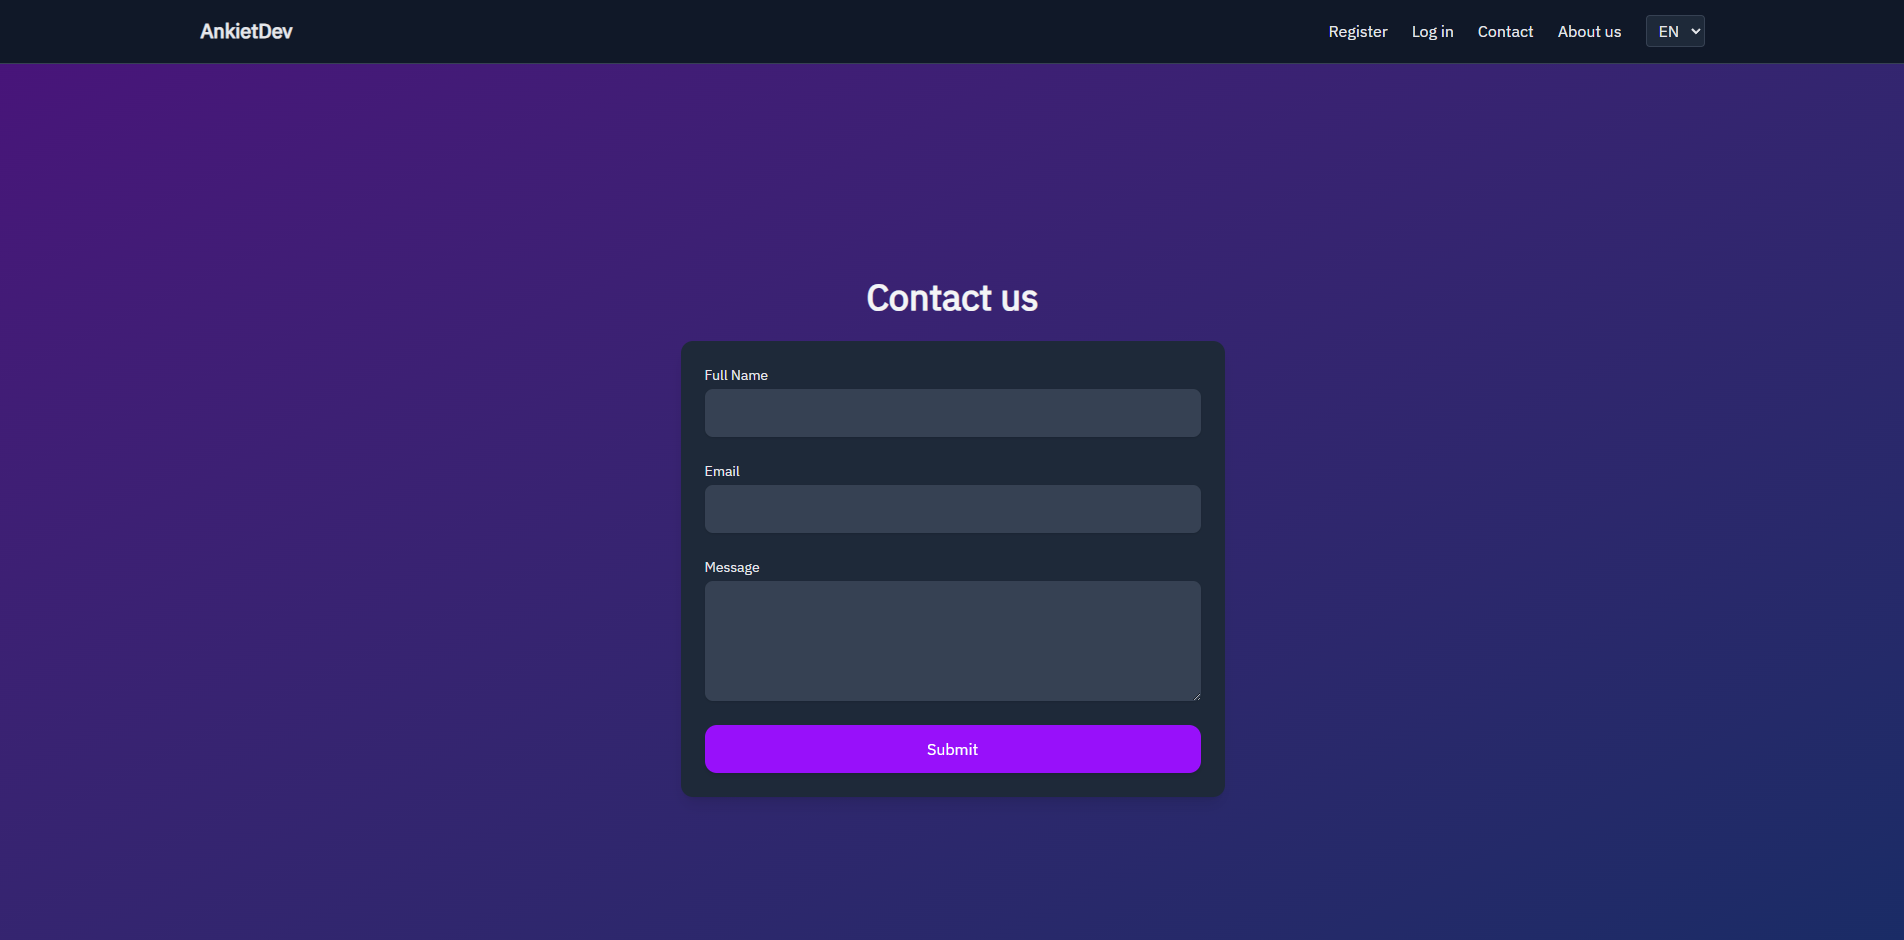 AnkietDev
Register Log in Contact About us EN
Contact us
Full Name
Email
Message
Submit